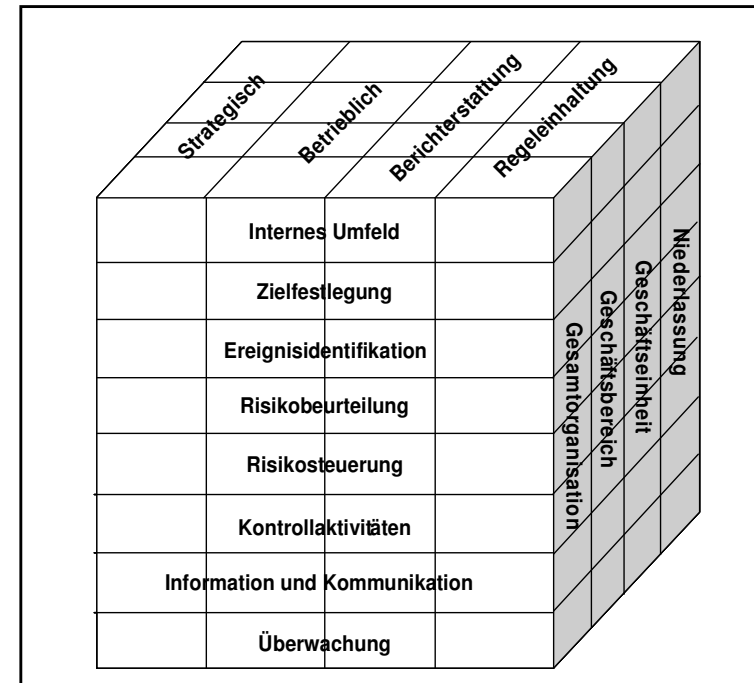 Strategisch
Betrieblich
Berichterstattung
Regeleinhaltung
Internes Umfeld
Zielfestlegung
Ereignisidentifikation
Risikobeurteilung
Risikosteuerung
Kontrollaktivitäten
Information und Kommunikation
Überwachung
Gesamtorganisation
Geschäftsbereich
Geschäftseinheit
Niederlassung